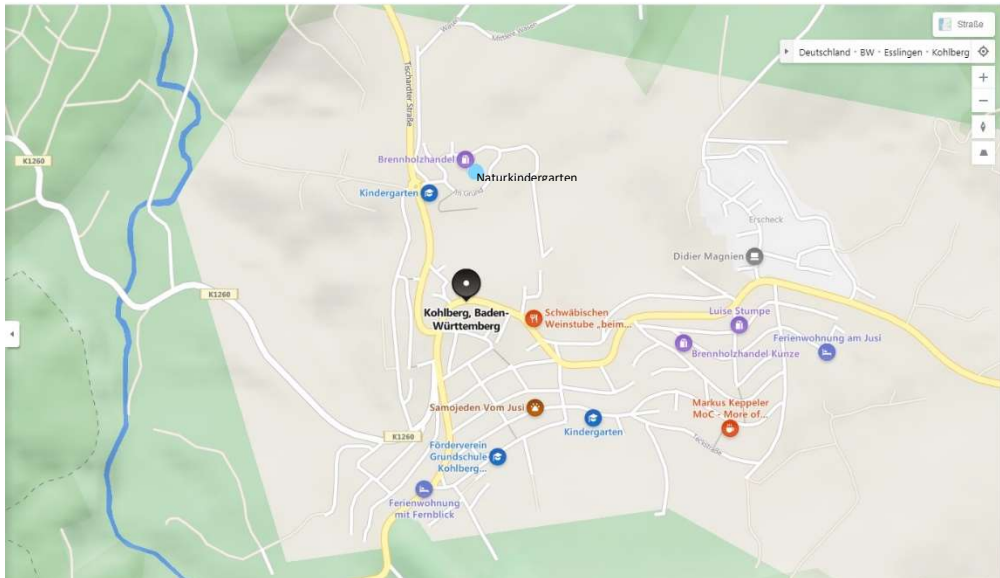 Straße
Deutschland · BW · Esslingen · Kohlberg
Tischardter Straße
K1260
Brennholzhandel
Naturkindergarten
Kindergarten
Erscheck
Didier Magnien
K1260
Kohlberg, Baden-
Württemberg
Schwäbischen
Weinstube „beim...
Luise Stumpe
Ferienwohnung am Jusi
Brennholzhandel Kunze
Samojeden Vom Jusi
Kindergarten
Markus Keppeler
MoC - More of...
Teckstraße
K1260
Förderverein
Grundschule
Kohlberg...
Ferienwohnung
mit Fernblick